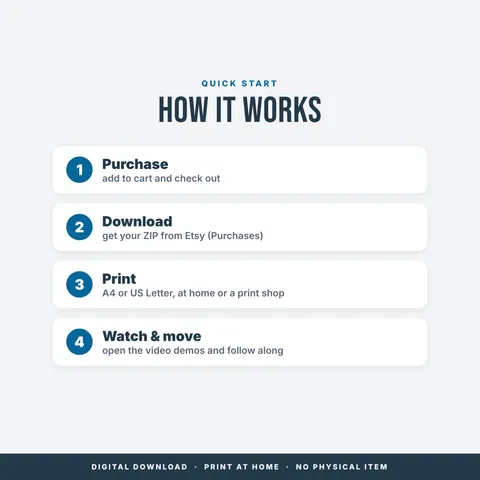 QUICK START
HOW IT WORKS
1
Purchase
add to cart and check out
2
Download
get your ZIP from Etsy (Purchases)
3
Print
A4 or US Letter, at home or a print shop
4
Watch & move
open the video demos and follow along
DIGITAL DOWNLOAD · PRINT AT HOME · NO PHYSICAL ITEM